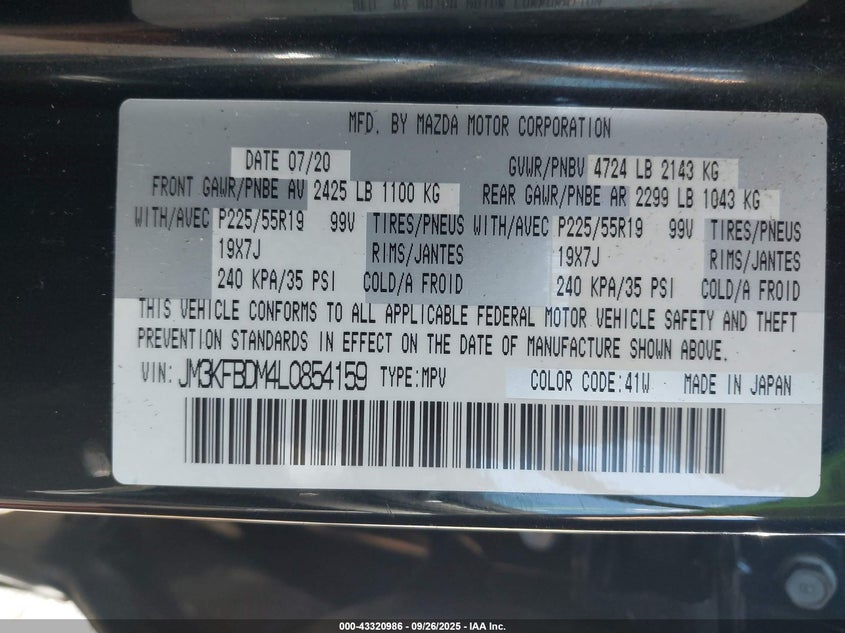 MFD. BY MAZDA MOTOR CORPORATION
DATE 07/20 GVWR/PNBV 4724 LB 2143 KG
FRONT GAWR/PNBE AV 2425 LB 1100 KG REAR GAWR/PNBE AR 2299 LB 1043 KG
WITH/AVEC P225/55R19 99V TIRES/PNEUS WITH/AVEC P225/55R19 99V TIRES/PNEUS
19X7J RIMS/JANTES 19X7J RIMS/JANTES
240 KPA/35 PSI COLD/A FROID 240 KPA/35 PSI COLD/A FROID
THIS VEHICLE CONFORMS TO ALL APPLICABLE FEDERAL MOTOR VEHICLE SAFETY AND THEFT
PREVENTION STANDARDS IN EFFECT ON THE DATE OF MANUFACTURE SHOWN ABOVE.
VIN: JM3KFBDM4L0854159 TYPE:MPV COLOR CODE:41W MADE IN JAPAN
000-43320986 - 09/26/2025 - IAA Inc.